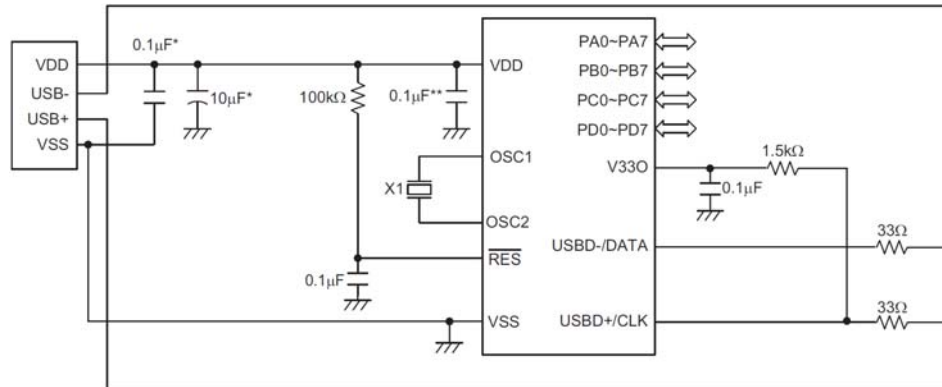 VDD
USB-
USB+
VSS
0.1μF*
10μF*
100kΩ
0.1μF**
X1
0.1μF
VDD
OSC1
OSC2
RES
VSS
PA0~PA7
PB0~PB7
PC0~PC7
PD0~PD7
V33O
USBD-/DATA
USBD+/CLK
1.5kΩ
0.1μF
33Ω
33Ω